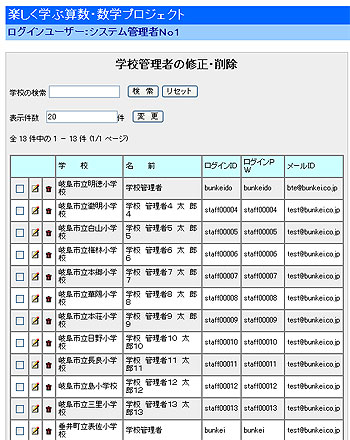 楽しく学ぶ算数・数学プロジェクト
ログインユーザー:システム管理者No1
学校管理者の修正・削除
学校の検索 検 索 リセット
表示件数 20 件 変 更
全 13 件中の 1 - 13 件 (1/1 ページ)
学 校 名 前 ログインID ログインPW メールID
岐阜市立明徳小学校 学校管理者 bunkeido bunkeido bte@bunkei.co.jp
岐阜市立徹明小学校 学校 管理者4 太 郎4 staff00004 staff00004 test@bunkei.co.jp
岐阜市立白山小学校 学校 管理者5 太 郎5 staff00005 staff00005 test@bunkei.co.jp
岐阜市立梅林小学校 学校 管理者6 太 郎6 staff00006 staff00006 test@bunkei.co.jp
岐阜市立本郷小学校 学校 管理者7 太 郎7 staff00007 staff00007 test@bunkei.co.jp
岐阜市立華陽小学校 学校 管理者8 太 郎8 staff00008 staff00008 test@bunkei.co.jp
岐阜市立本荘小学校 学校 管理者9 太 郎9 staff00009 staff00009 test@bunkei.co.jp
岐阜市立日野小学校 学校 管理者10 太 郎10 staff00010 staff00010 test@bunkei.co.jp
岐阜市立長良小学校 学校 管理者11 太 郎11 staff00011 staff00011 test@bunkei.co.jp
岐阜市立島小学校 学校 管理者12 太 郎12 staff00012 staff00012 test@bunkei.co.jp
岐阜市立三里小学校 学校 管理者13 太 郎13 staff00013 staff00013 test@bunkei.co.jp
垂井町立表佐小学校 学校管理者 bunkei bunkei test@bunkei.co.jp